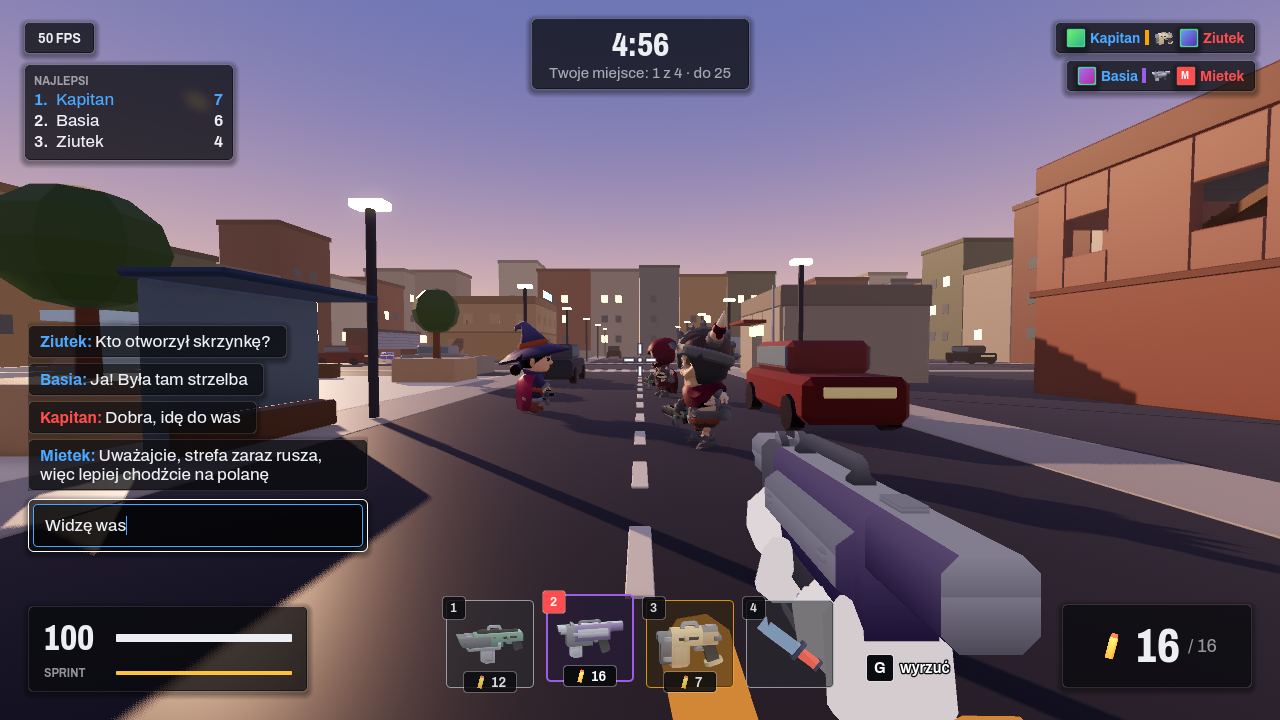 50 FPS
NAJLEPSI
1. Kapitan 7
2. Basia 6
3. Ziutek 4
4:56
Twoje miejsce: 1 z 4 · do 25
Kapitan Ziutek
Basia M Mietek
Ziutek: Kto otworzył skrzynkę?
Basia: Ja! Była tam strzelba
Kapitan: Dobra, idę do was
Mietek: Uważajcie, strefa zaraz rusza,
więc lepiej chodźcie na polanę
Widzę was
100
SPRINT
1 12
2 16
3 7
4
G wyrzuć
16 / 16